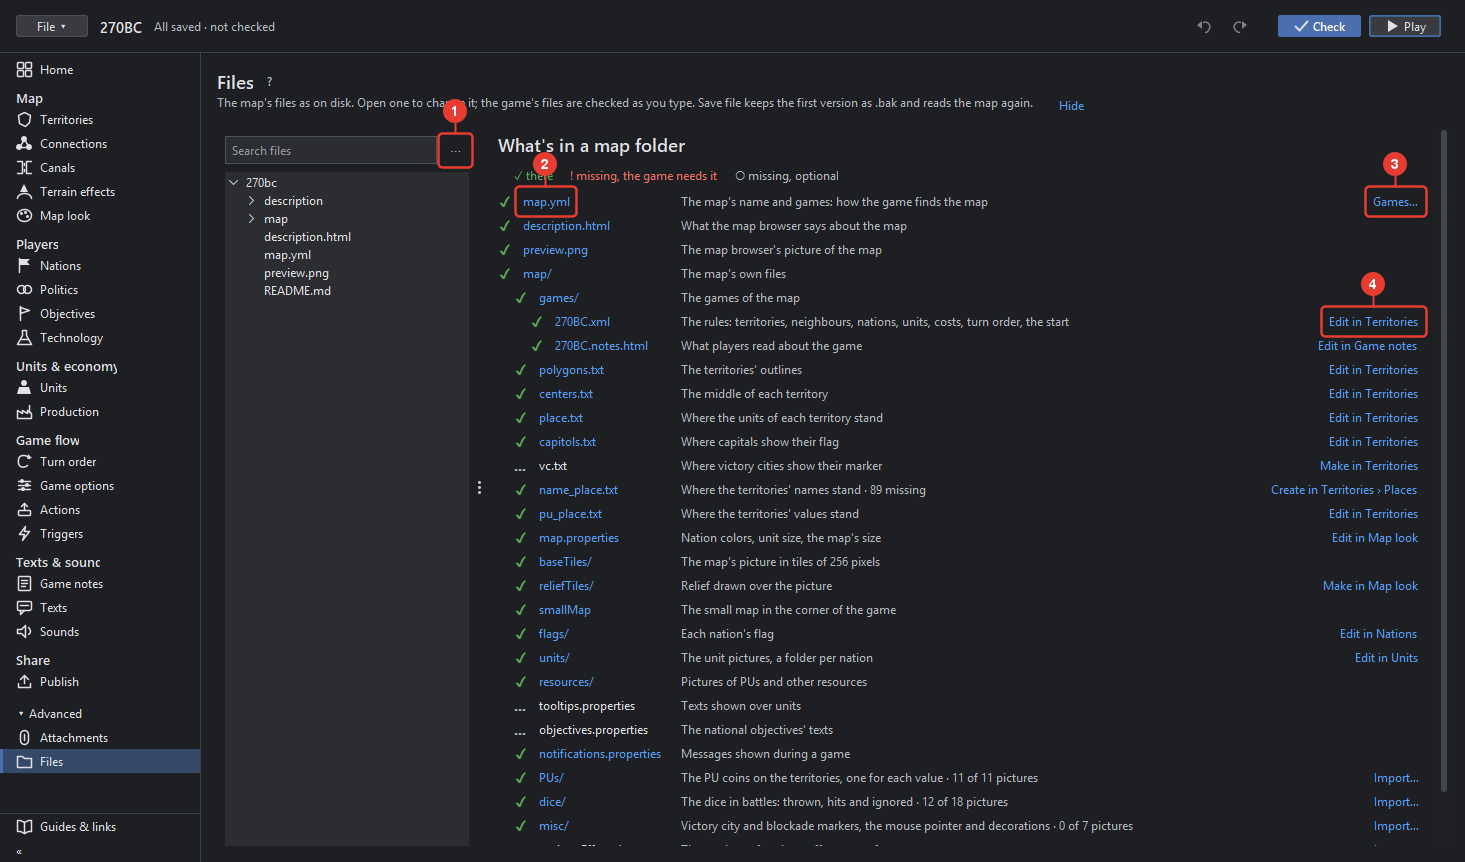 File ▾
270BC
All saved · not checked
Check
Play
Home
Map
Territories
Connections
Canals
Terrain effects
Map look
Players
Nations
Politics
Objectives
Technology
Units & economy
Units
Production
Game flow
Turn order
Game options
Actions
Triggers
Texts & sound
Game notes
Texts
Sounds
Share
Publish
▾ Advanced
Attachments
Files
Guides & links
«
Files ?
The map's files as on disk. Open one to it; the game's files are checked as you type. Save file keeps the first version as .bak and reads the map again. Hide
1
Search files
...
270bc
description
map
description.html
map.yml
preview.png
README.md
What's in a map folder
2
3
✓ there ! missing, the game needs it ○ missing, optional
✓ map.yml The map's name and games: how the game finds the map Games...
✓ description.html What the map browser says about the map
✓ preview.png The map browser's picture of the map
✓ map/ The map's own files
4
✓ games/ The games of the map
✓ 270BC.xml The rules: territories, neighbours, nations, units, costs, turn order, the start Edit in Territories
✓ 270BC.notes.html What players read about the game Edit in Game notes
✓ polygons.txt The territories' outlines Edit in Territories
✓ centers.txt The middle of each territory Edit in Territories
✓ place.txt Where the units of each territory stand Edit in Territories
✓ capitols.txt Where capitals show their flag Edit in Territories
... vc.txt Where victory cities show their marker Make in Territories
✓ name_place.txt Where the territories' names stand · 89 missing Create in Territories › Places
✓ pu_place.txt Where the territories' values stand Edit in Territories
✓ map.properties Nation colors, unit size, the map's size Edit in Map look
✓ baseTiles/ The map's picture in tiles of 256 pixels
✓ reliefTiles/ Relief drawn over the picture Make in Map look
✓ smallMap The small map in the corner of the game
✓ flags/ Each nation's flag Edit in Nations
✓ units/ The unit pictures, a folder per nation Edit in Units
✓ resources/ Pictures of PUs and other resources
... tooltips.properties Texts shown over units
... objectives.properties The national objectives' texts
✓ notifications.properties Messages shown during a game
✓ PUs/ The PU coins on the territories, one for each value · 11 of 11 pictures Import...
✓ dice/ The dice in battles: thrown, hits and ignored · 12 of 18 pictures Import...
✓ misc/ Victory city and blockade markers, the mouse pointer and decorations · 0 of 7 pictures Import...